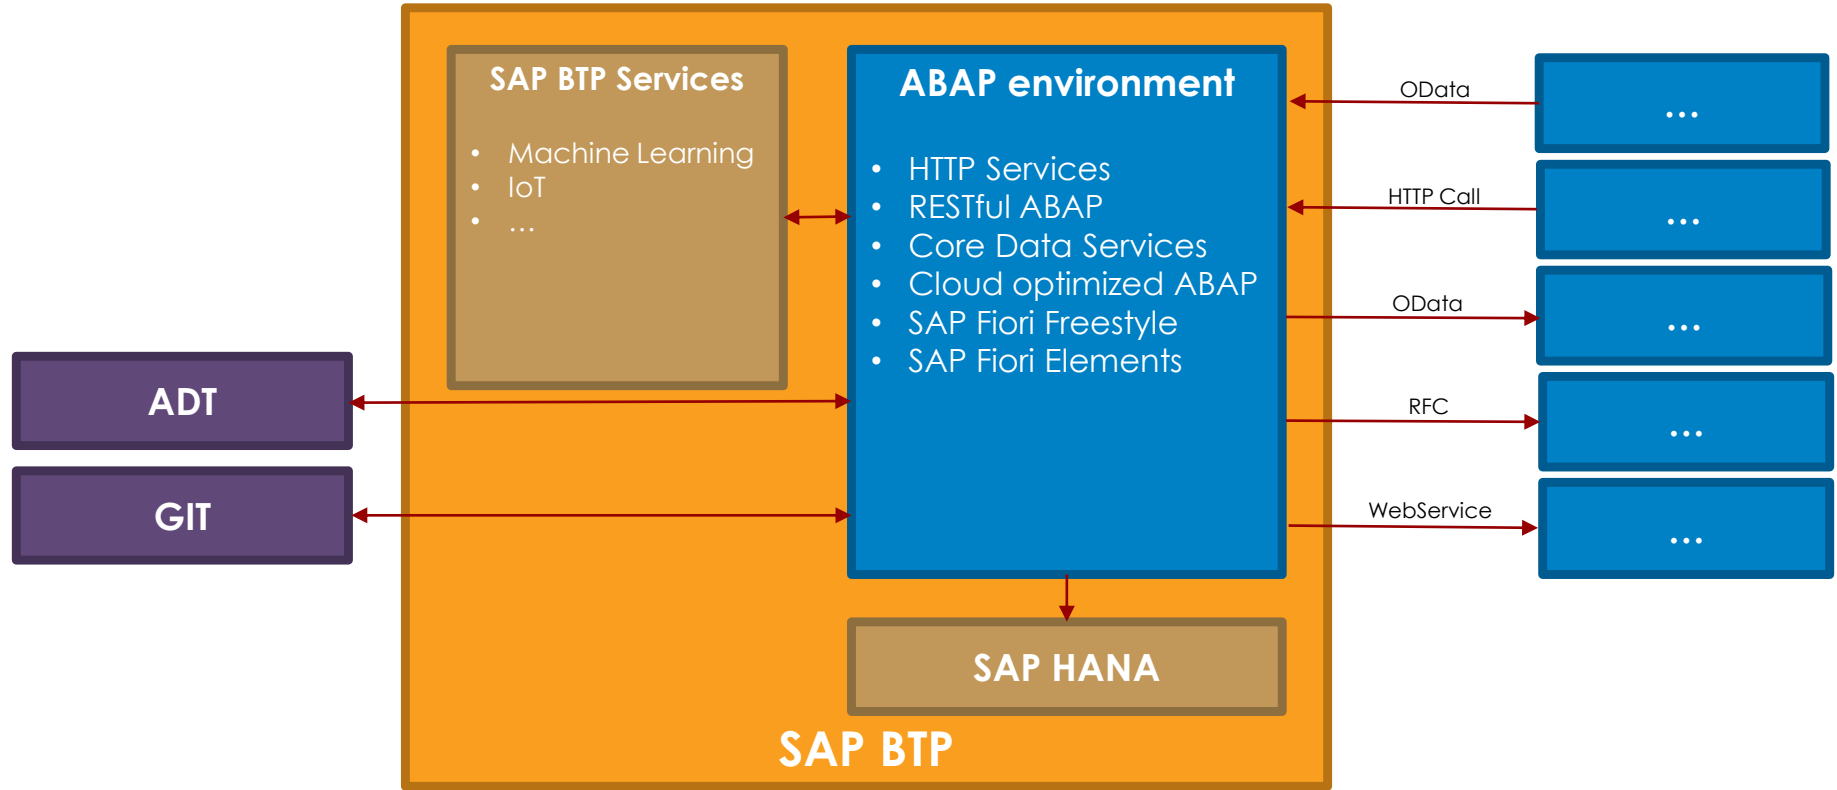 SAP BTP Services
• Machine Learning
• IoT
• …
ABAP environment
• HTTP Services
• RESTful ABAP
• Core Data Services
• Cloud optimized ABAP
• SAP Fiori Freestyle
• SAP Fiori Elements
OData
…
HTTP Call
…
OData
…
RFC
…
WebService
…
ADT
GIT
SAP HANA
SAP BTP